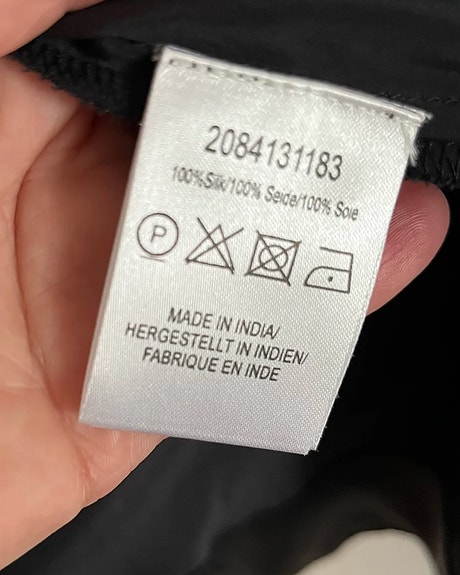 2084131183
100%Silk/100% Seide/100% Soie
P
MADE IN INDIA/
HERGESTELLT IN INDIEN/
FABRIQUE EN INDE